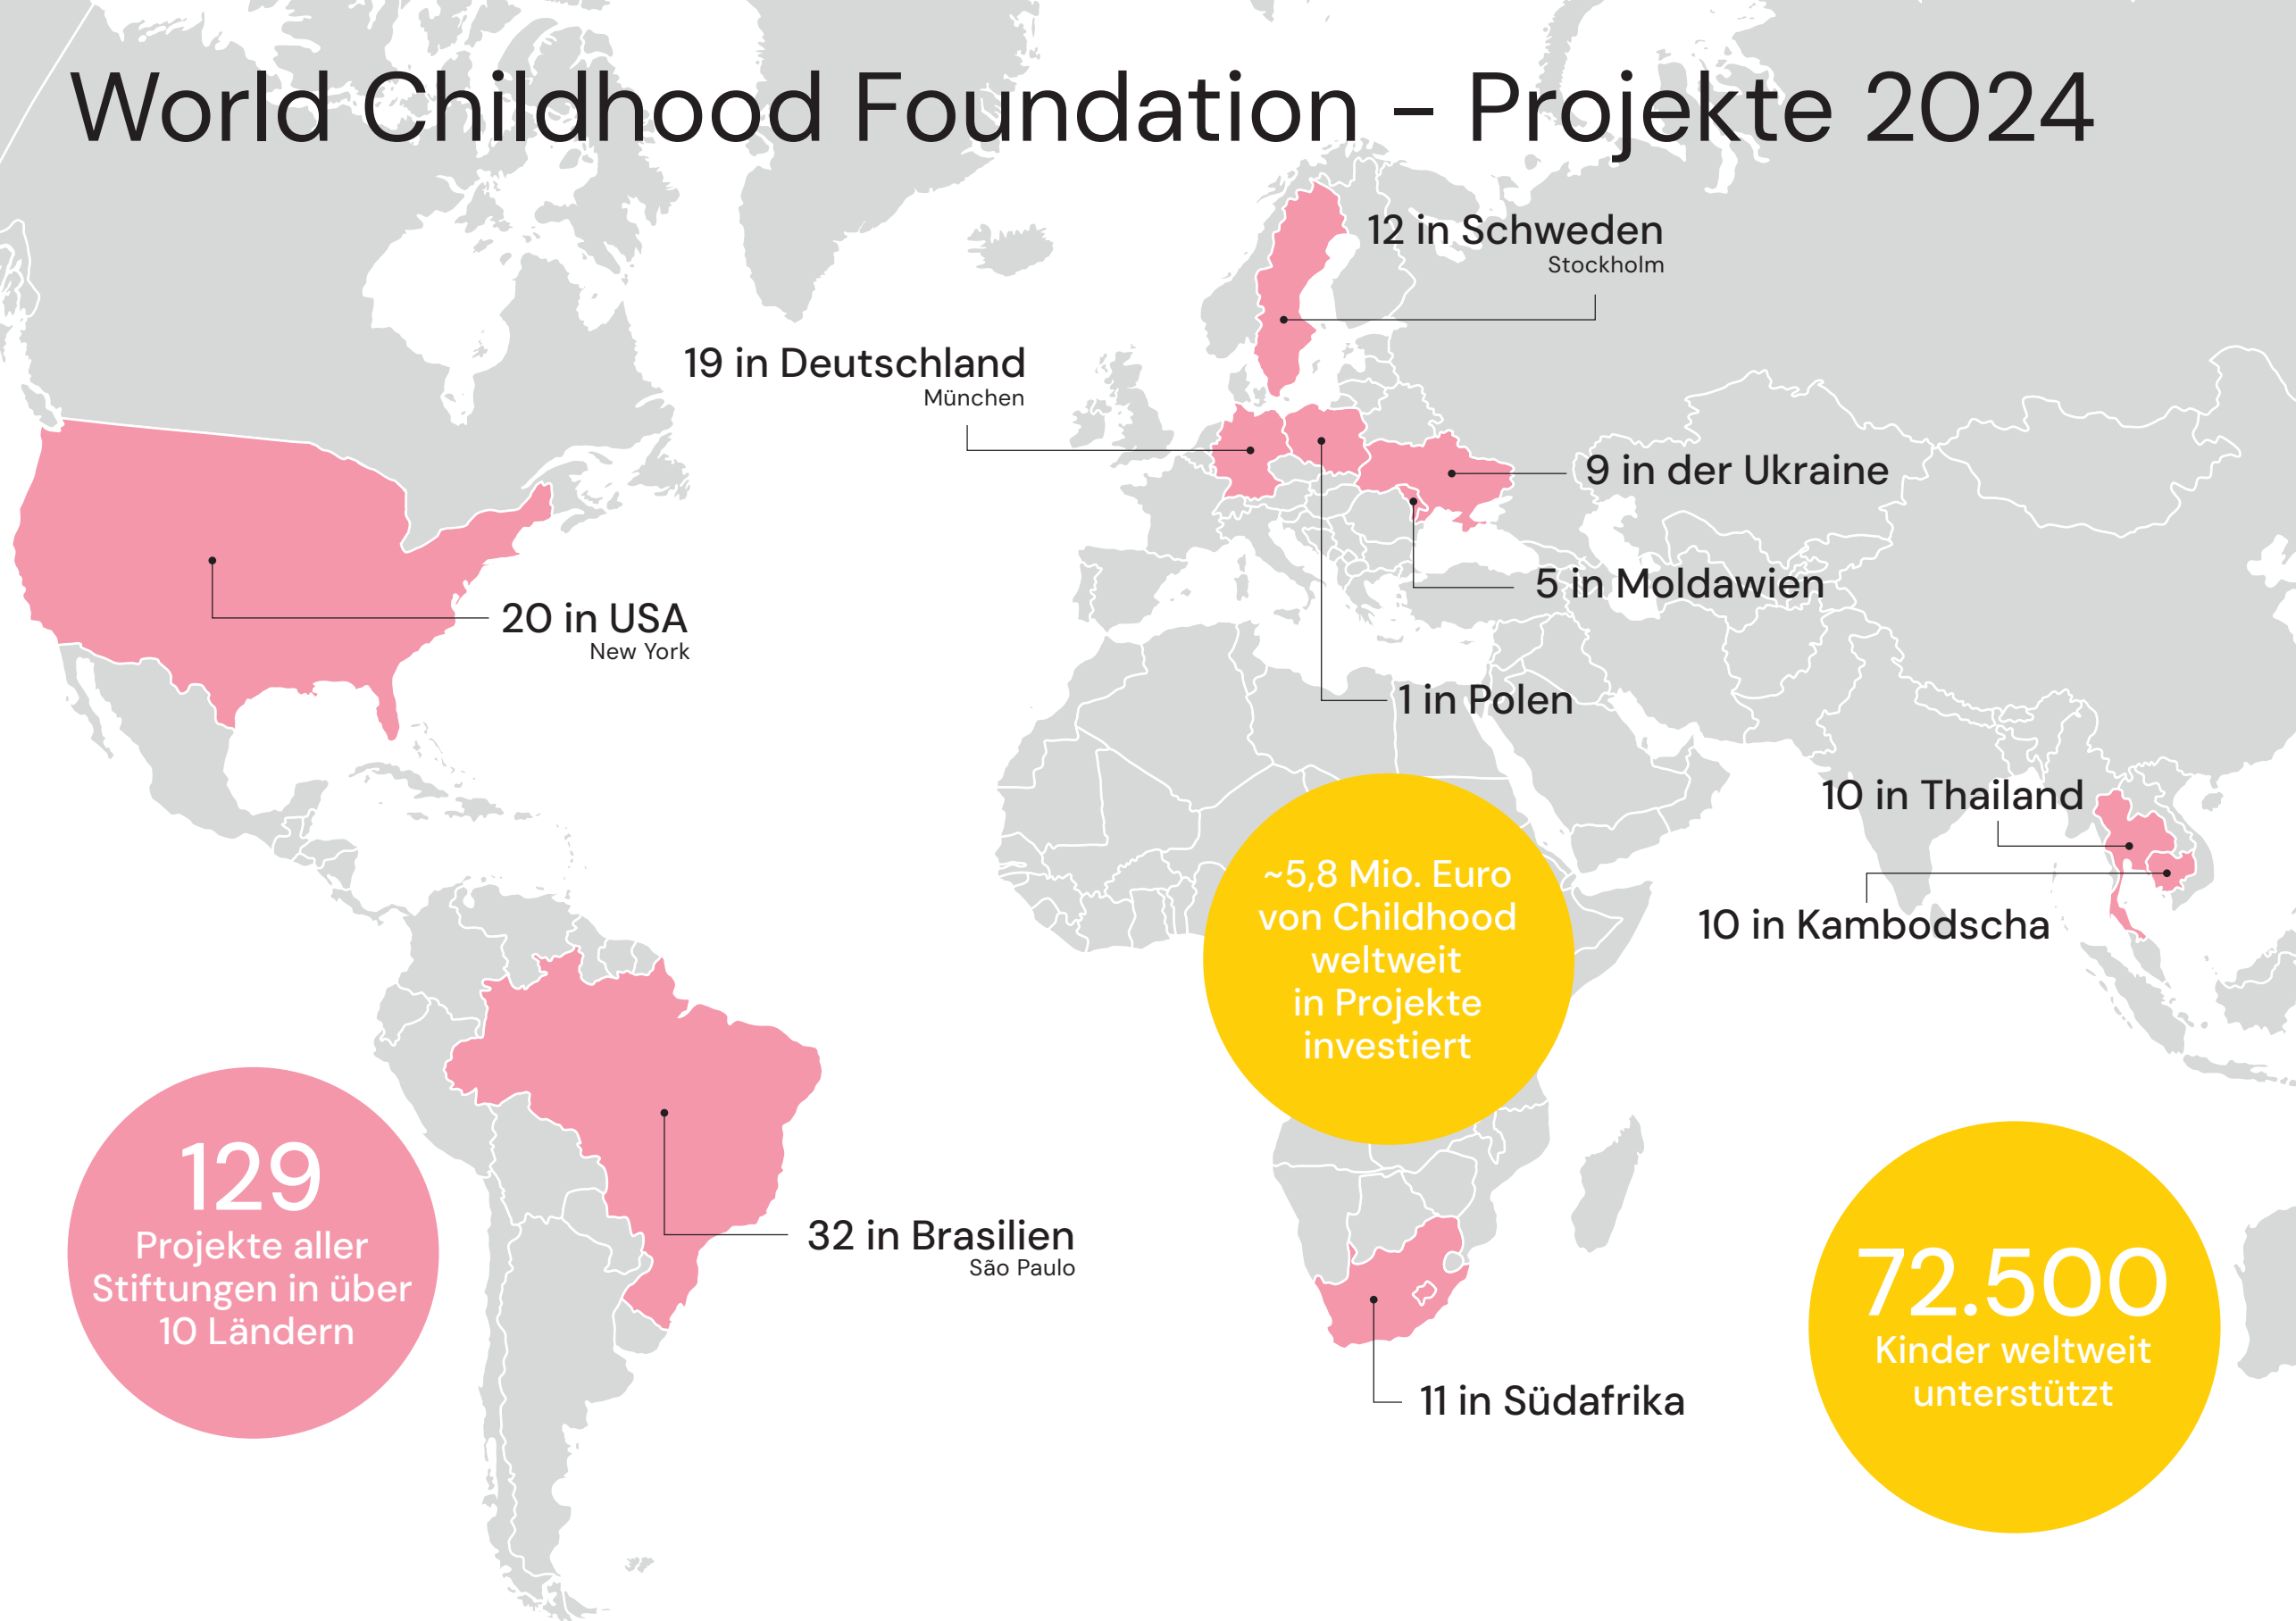 World Childhood Foundation – Projekte 2024
12 in Schweden
Stockholm
19 in Deutschland
München
9 in der Ukraine
5 in Moldawien
20 in USA
New York
1 in Polen
10 in Thailand
10 in Kambodscha
~5,8 Mio. Euro
von Childhood
weltweit
in Projekte
investiert
129
Projekte aller
Stiftungen in über
10 Ländern
32 in Brasilien
São Paulo
72.500
Kinder weltweit
unterstützt
11 in Südafrika